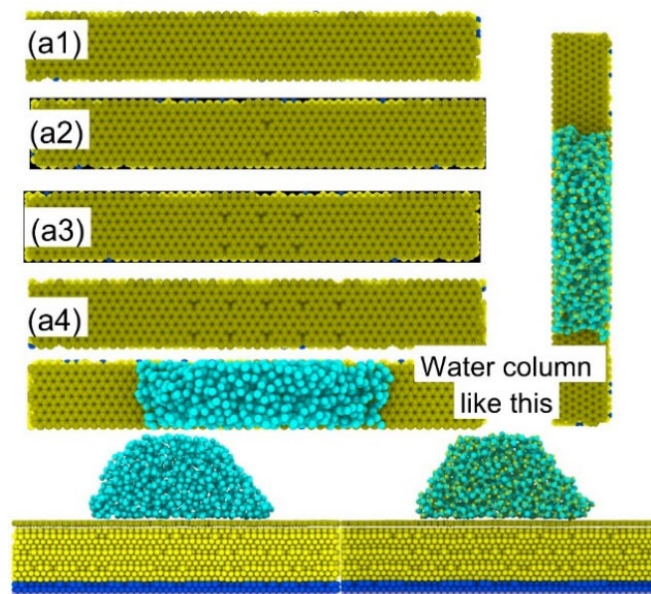 (a1)
(a2)
(a3)
(a4)
Water column
like this